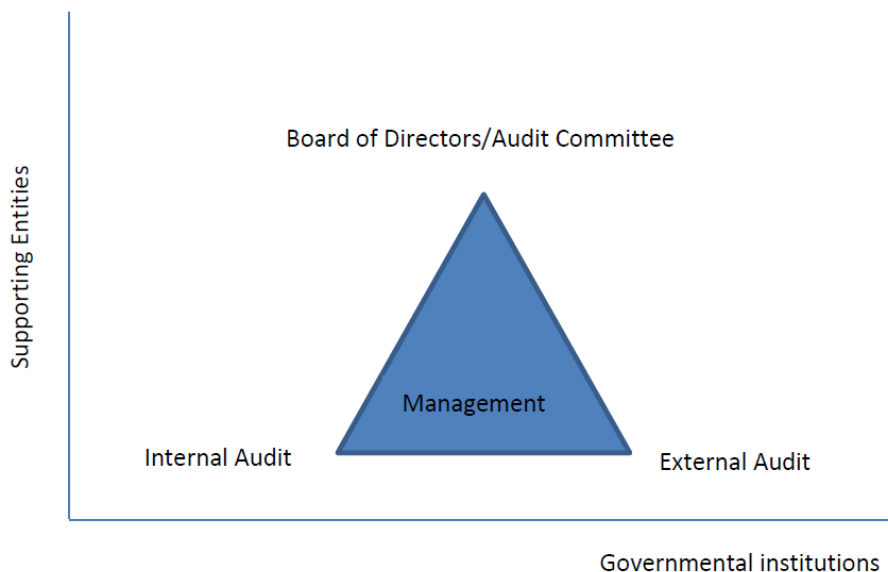 Board of Directors/Audit Committee
Supporting Entities
Management
Internal Audit
External Audit
Governmental institutions